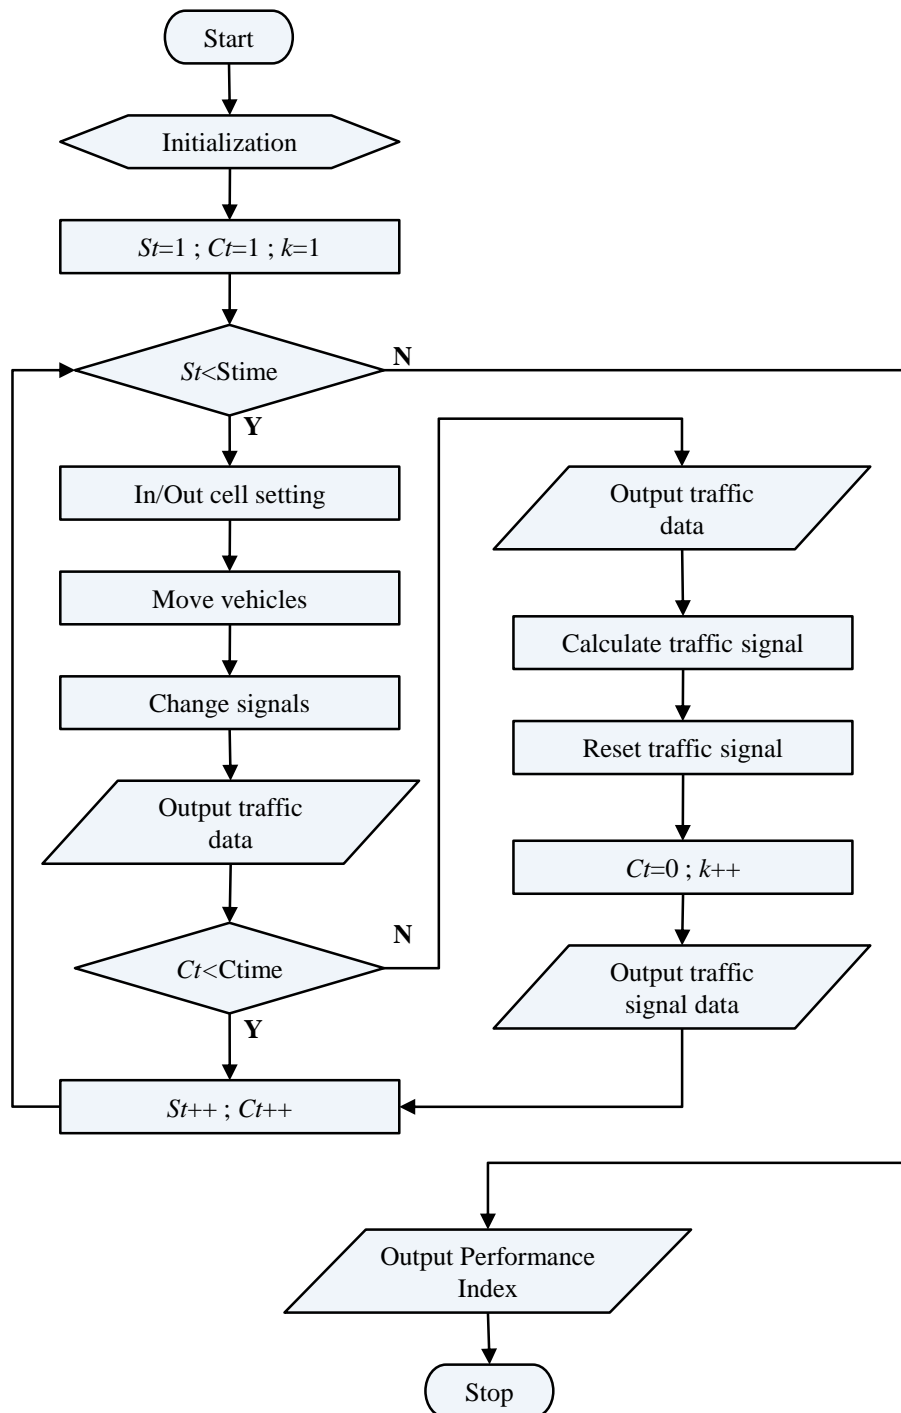 Start
Initialization
St=1 ; Ct=1 ; k=1
St<Stime
N
Y
In/Out cell setting
Move vehicles
Change signals
Output traffic
data
Ct<Ctime
N
Y
St++ ; Ct++
Output traffic
data
Calculate traffic signal
Reset traffic signal
Ct=0 ; k++
Output traffic
signal data
Output Performance
Index
Stop